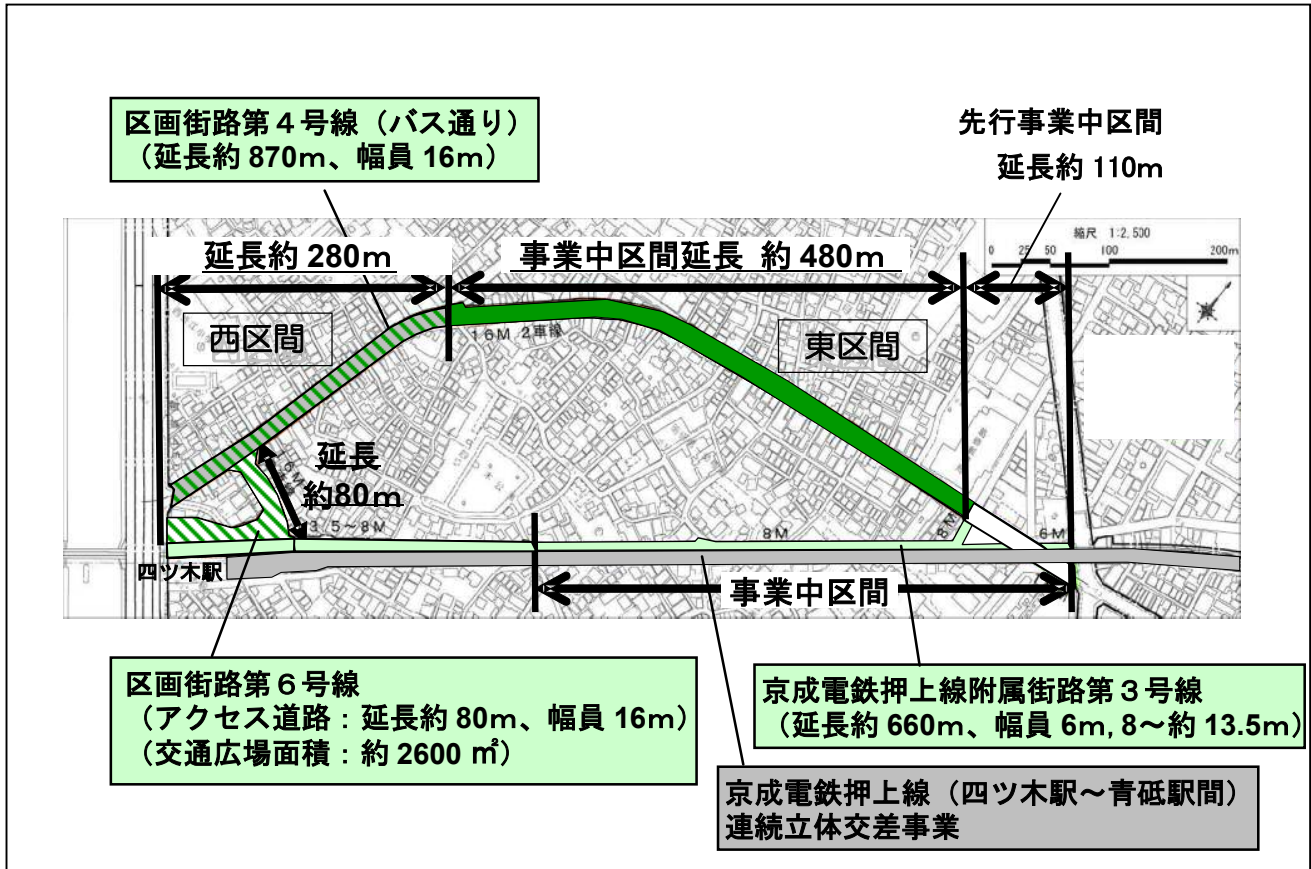 区画街路第４号線（バス通り）
（延長約 870m、幅員 16m）
先行事業中区間
延長約 110m
縮尺 1:2,500
0 25 50 100 200m
延長約 280m
事業中区間延長 約 480m
西区間
16M 2車線
東区間
延長
約80m
16M
3.5～8M
8M
8M
6M
四ツ木駅
事業中区間
区画街路第６号線
（アクセス道路：延長約 80m、幅員 16m）
（交通広場面積：約 2600 ㎡）
京成電鉄押上線附属街路第３号線
（延長約 660m、幅員 6m, 8～約 13.5m）
京成電鉄押上線（四ツ木駅～青砥駅間）
連続立体交差事業